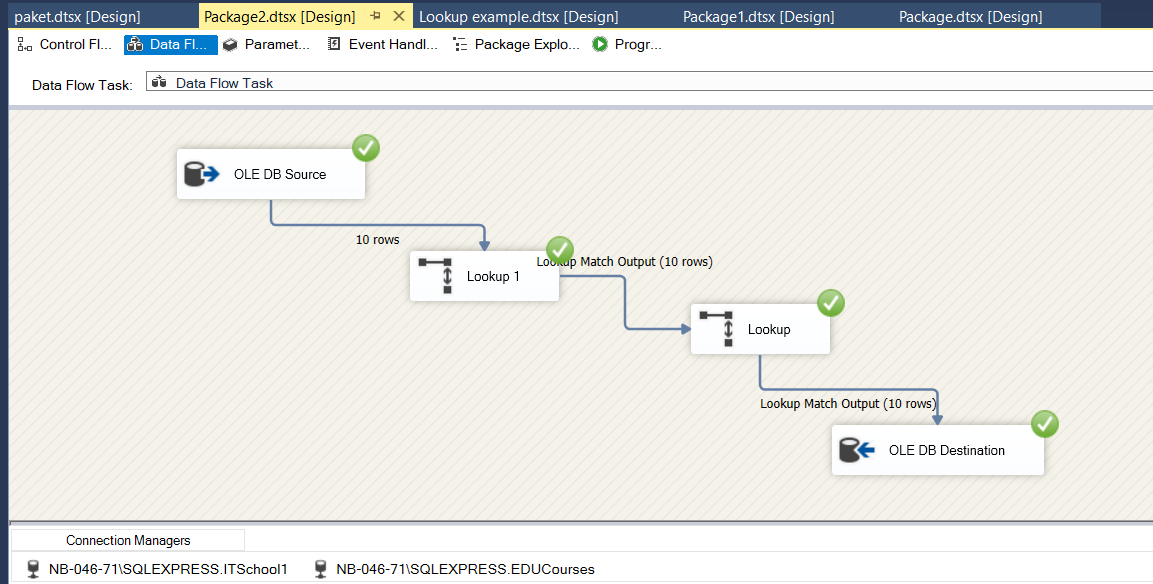 paket.dtsx [Design] Package2.dtsx [Design] Lookup example.dtsx [Design] Package1.dtsx [Design] Package.dtsx [Design]
Control Fl... Data Fl... Paramet... Event Handl... Package Explo... Progr...
Data Flow Task: Data Flow Task
OLE DB Source
10 rows
Lookup Match Output (10 rows)
Lookup 1
Lookup
Lookup Match Output (10 rows)
OLE DB Destination
Connection Managers
NB-046-71\SQLEXPRESS.ITSchool1 NB-046-71\SQLEXPRESS.EDUCourses